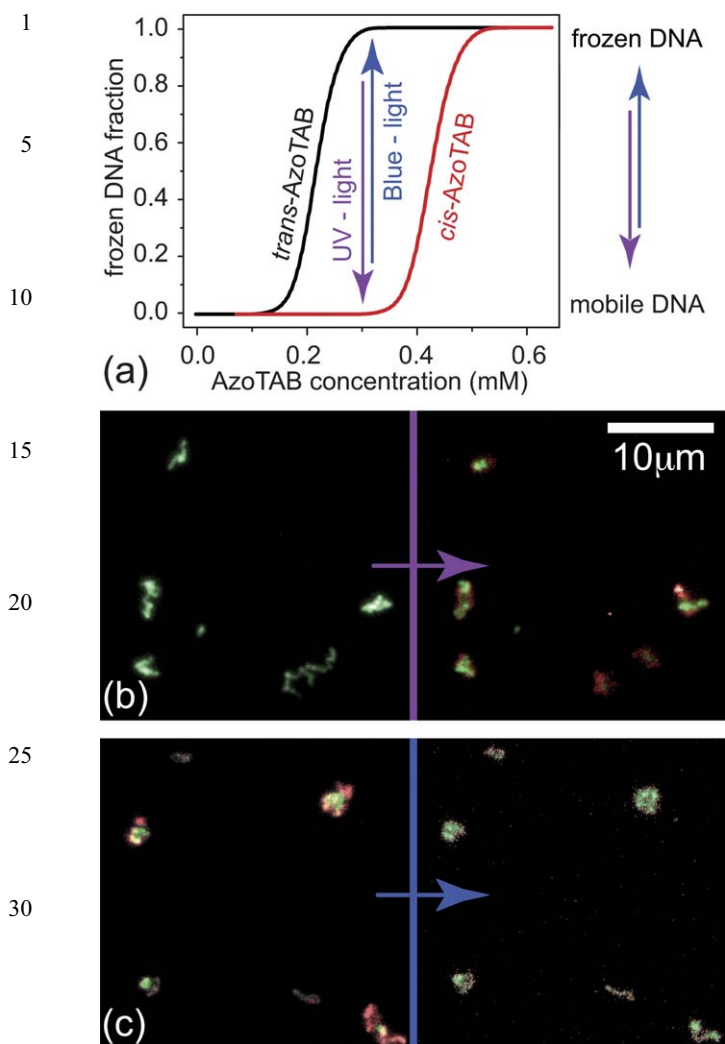 1
5
10
15
20
25
30
frozen DNA fraction
1.0
0.8
0.6
0.4
0.2
0.0
trans-AzoTAB
UV - light
Blue - light
cis-AzoTAB
0.0 0.2 0.4 0.6
AzoTAB concentration (mM)
(a)
frozen DNA
mobile DNA
10μm
(b)
(c)